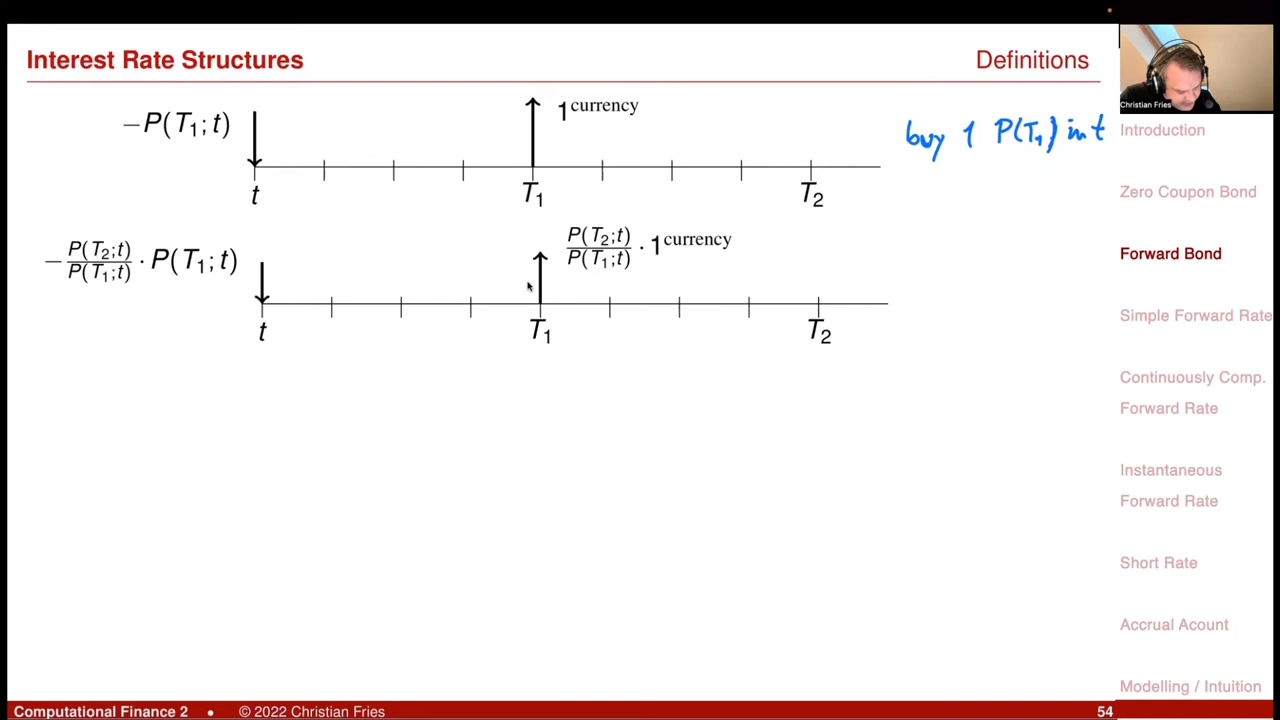 Interest Rate Structures
Definitions
−P(T₁;t)
1^currency
buy 1 P(T₁) in t
t
T₁
T₂
−P(T₂;t)/P(T₁;t) · P(T₁;t)
P(T₂;t)/P(T₁;t) · 1^currency
t
T₁
T₂
Christian Fries
Introduction
Zero Coupon Bond
Forward Bond
Simple Forward Rate
Continuously Comp.
Forward Rate
Instantaneous
Forward Rate
Short Rate
Accrual Acount
Modelling / Intuition
Computational Finance 2 • © 2022 Christian Fries
54